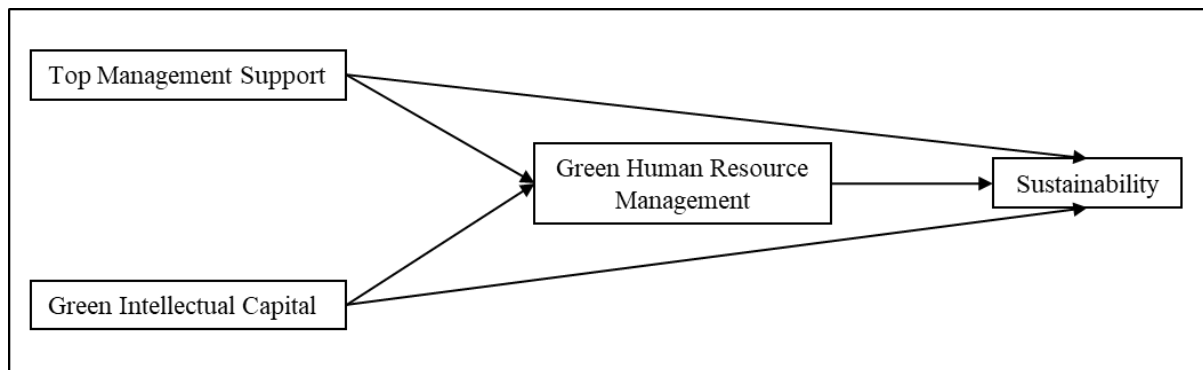 Top Management Support
Green Human Resource
Management
Sustainability
Green Intellectual Capital